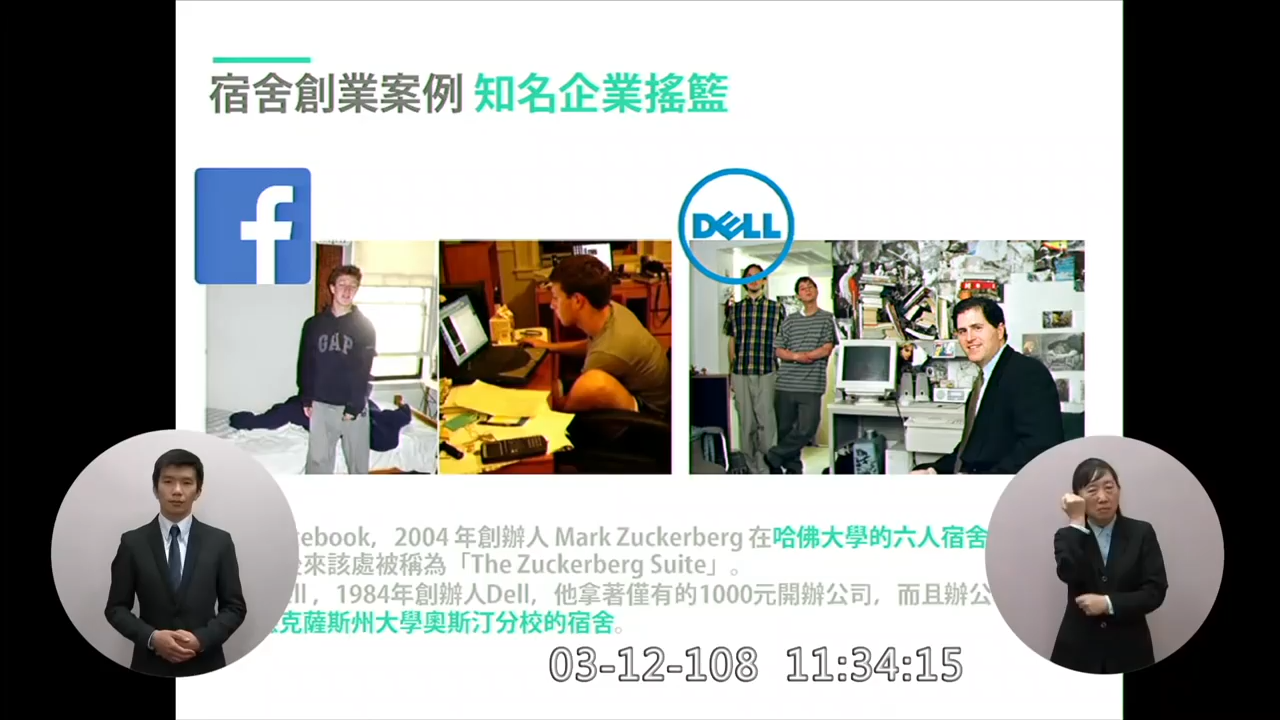 宿舍創業案例 知名企業搖籃
f
DELL
GAP
ebook, 2004 年創辦人 Mark Zuckerberg 在哈佛大學的六人宿舍
來該處被稱為「The Zuckerberg Suite」。
ll , 1984年創辦人Dell, 他拿著僅有的1000元開辦公司, 而且辦公
克薩斯州大學奧斯汀分校的宿舍。
03-12-108 11:34:15